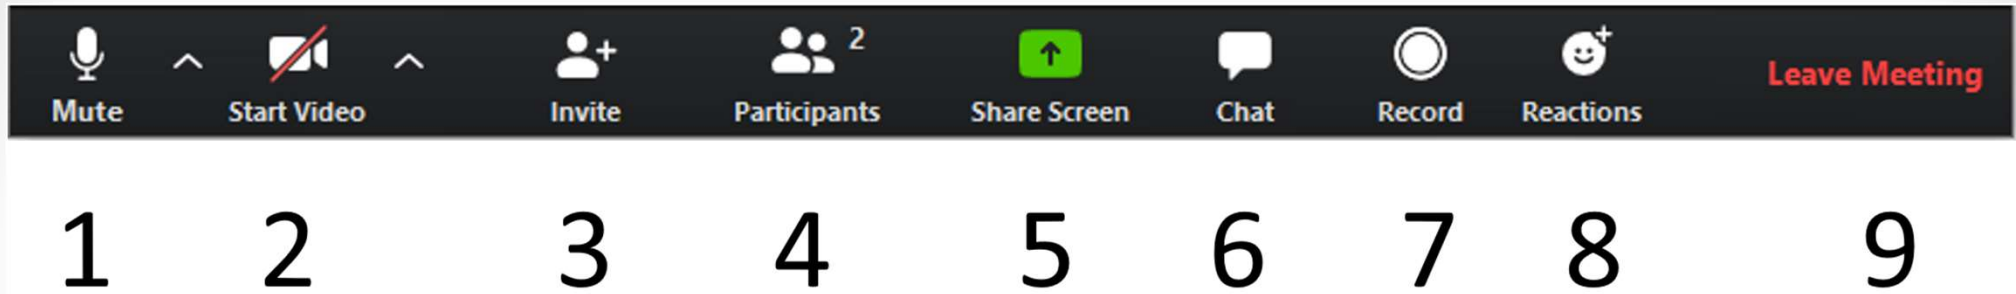 2
Mute Start Video Invite Participants Share Screen Chat Record Reactions Leave Meeting
1 2 3 4 5 6 7 8 9